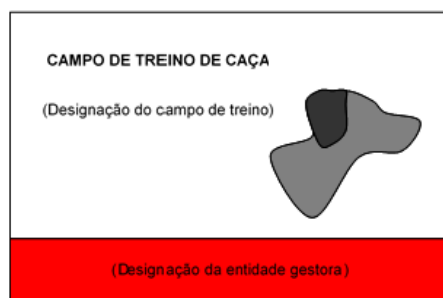 CAMPO DE TREINO DE CAÇA
(Designação do campo de treino)
(Designação da entidade gestora)